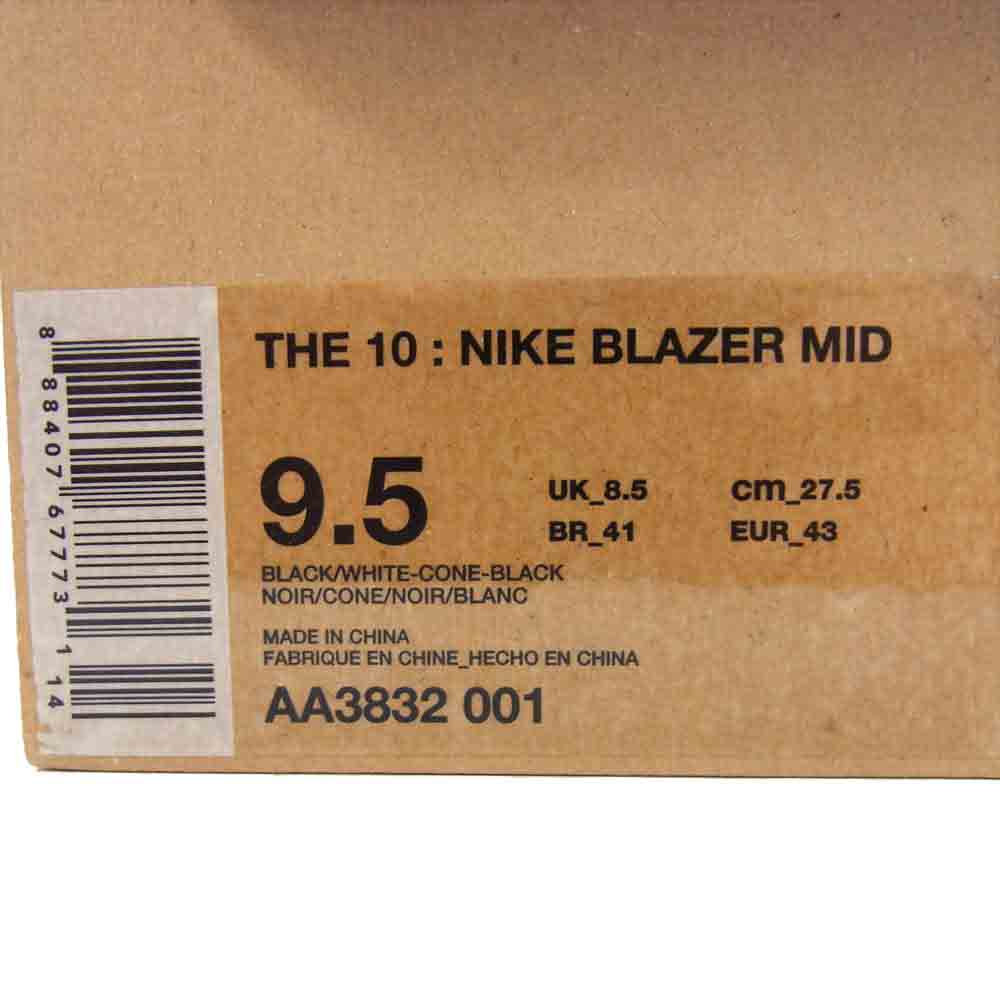 THE 10 : NIKE BLAZER MID
9.5
UK_8.5 cm_27.5
BR_41 EUR_43
BLACK/WHITE-CONE-BLACK
NOIR/CONE/NOIR/BLANC
MADE IN CHINA
FABRIQUE EN CHINE_HECHO EN CHINA
AA3832 001
8 88407 67773 1 14